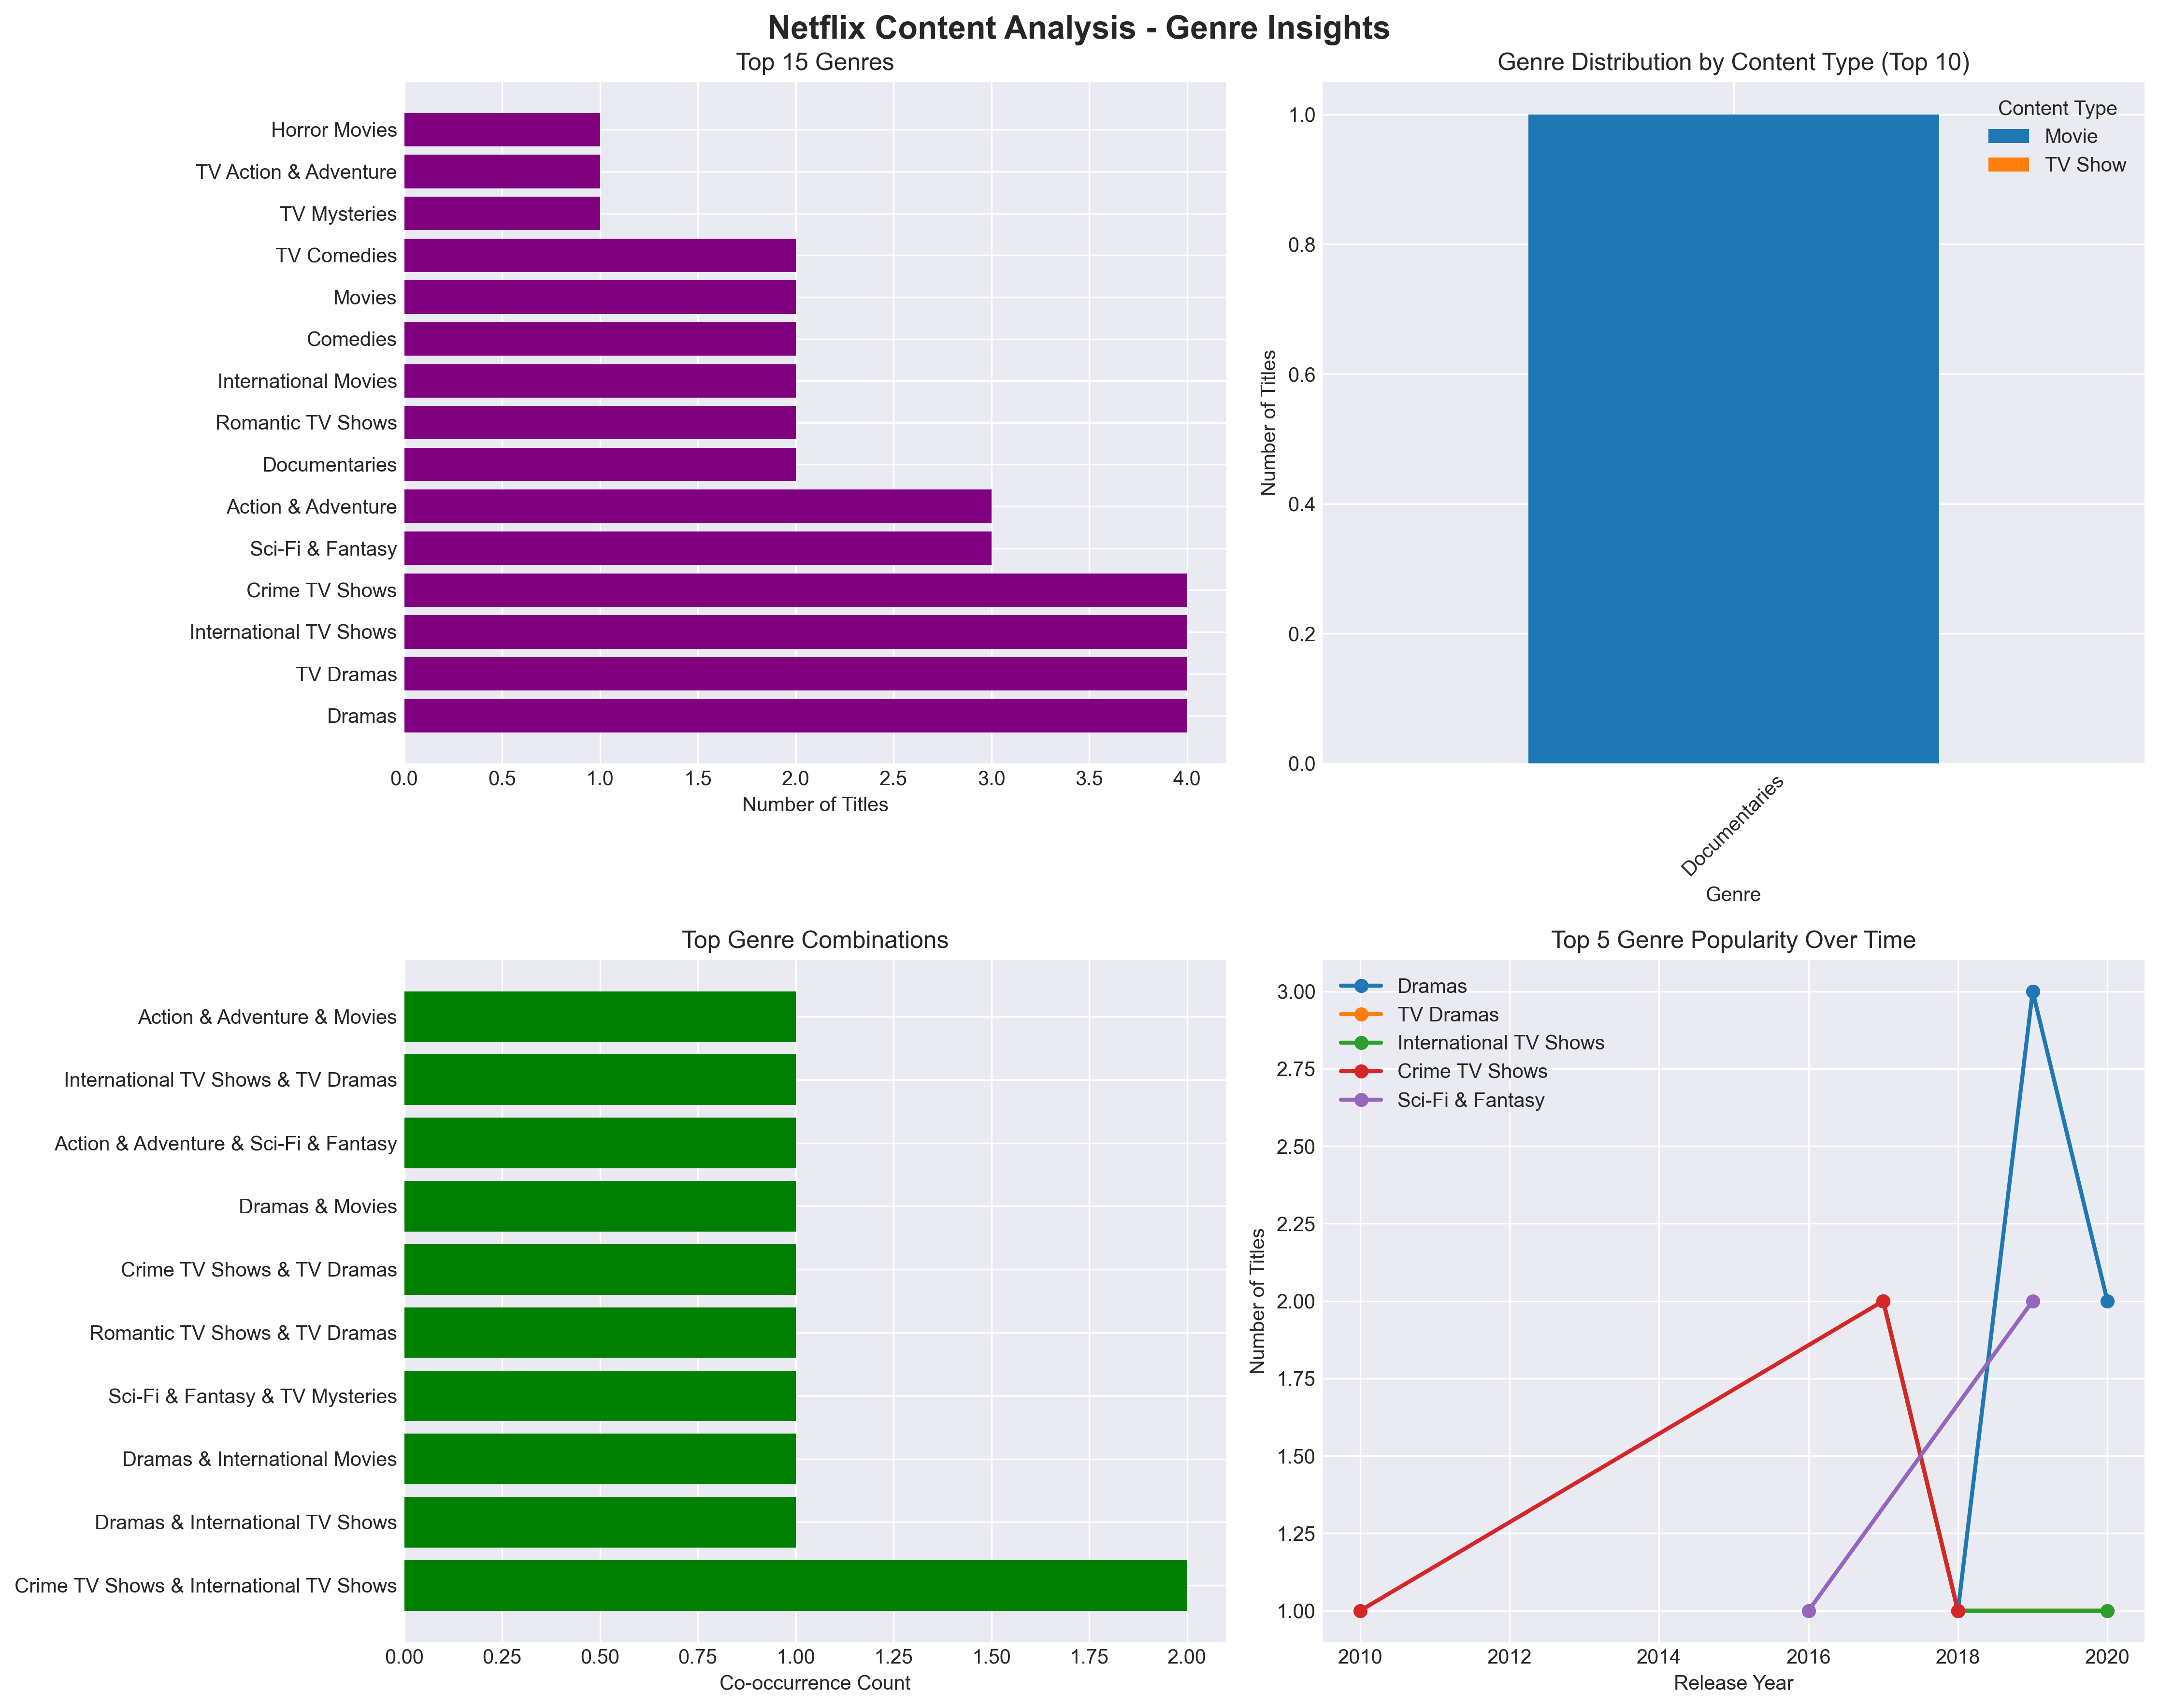 Netflix Content Analysis - Genre Insights
Top 15 Genres
Horror Movies
TV Action & Adventure
TV Mysteries
TV Comedies
Movies
Comedies
International Movies
Romantic TV Shows
Documentaries
Action & Adventure
Sci-Fi & Fantasy
Crime TV Shows
International TV Shows
TV Dramas
Dramas
0.0 0.5 1.0 1.5 2.0 2.5 3.0 3.5 4.0
Number of Titles
Genre Distribution by Content Type (Top 10)
Content Type
Movie
TV Show
1.0
0.8
0.6
0.4
0.2
0.0
Number of Titles
Documentaries
Genre
Top Genre Combinations
Action & Adventure & Movies
International TV Shows & TV Dramas
Action & Adventure & Sci-Fi & Fantasy
Dramas & Movies
Crime TV Shows & TV Dramas
Romantic TV Shows & TV Dramas
Sci-Fi & Fantasy & TV Mysteries
Dramas & International Movies
Dramas & International TV Shows
Crime TV Shows & International TV Shows
0.00 0.25 0.50 0.75 1.00 1.25 1.50 1.75 2.00
Co-occurrence Count
Top 5 Genre Popularity Over Time
Dramas
TV Dramas
International TV Shows
Crime TV Shows
Sci-Fi & Fantasy
3.00
2.75
2.50
2.25
2.00
1.75
1.50
1.25
1.00
Number of Titles
2010 2012 2014 2016 2018 2020
Release Year